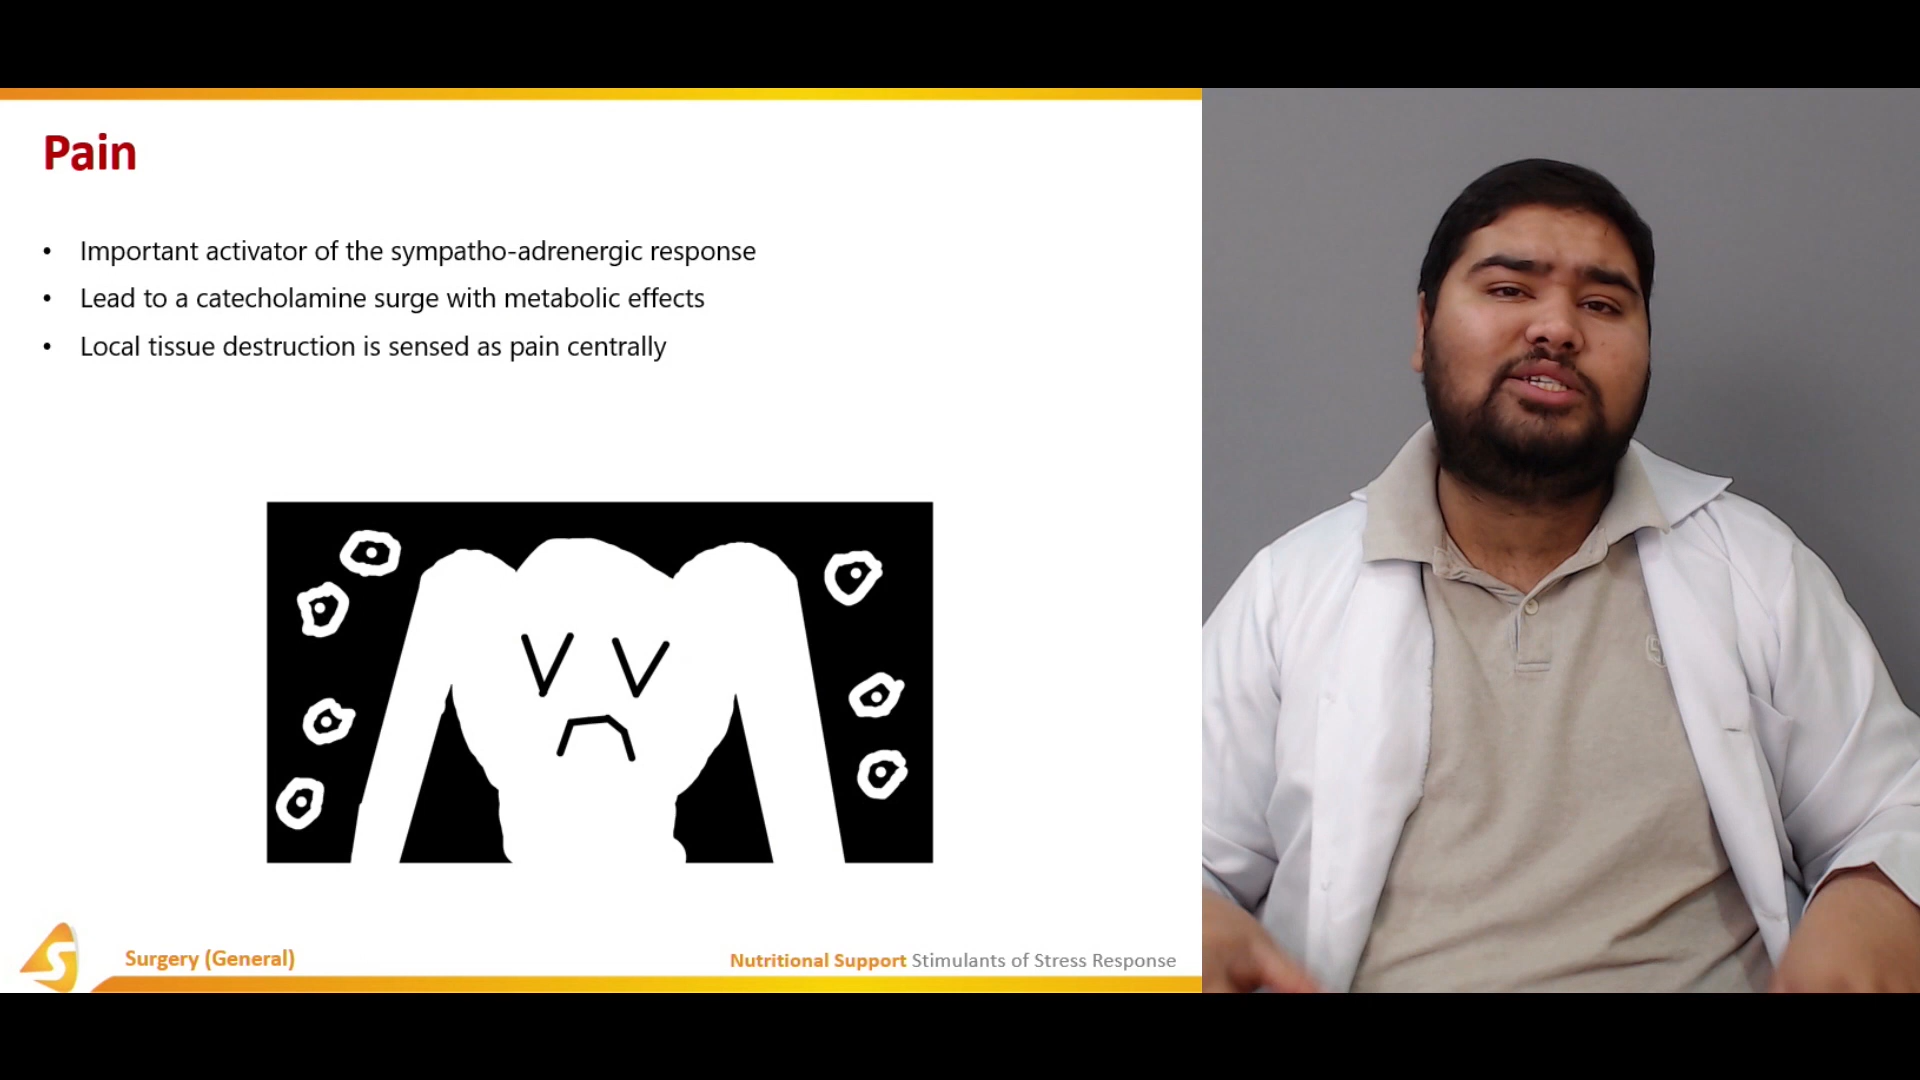 Pain
• Important activator of the sympatho-adrenergic response
• Lead to a catecholamine surge with metabolic effects
• Local tissue destruction is sensed as pain centrally
S
Surgery (General)
Nutritional Support Stimulants of Stress Response